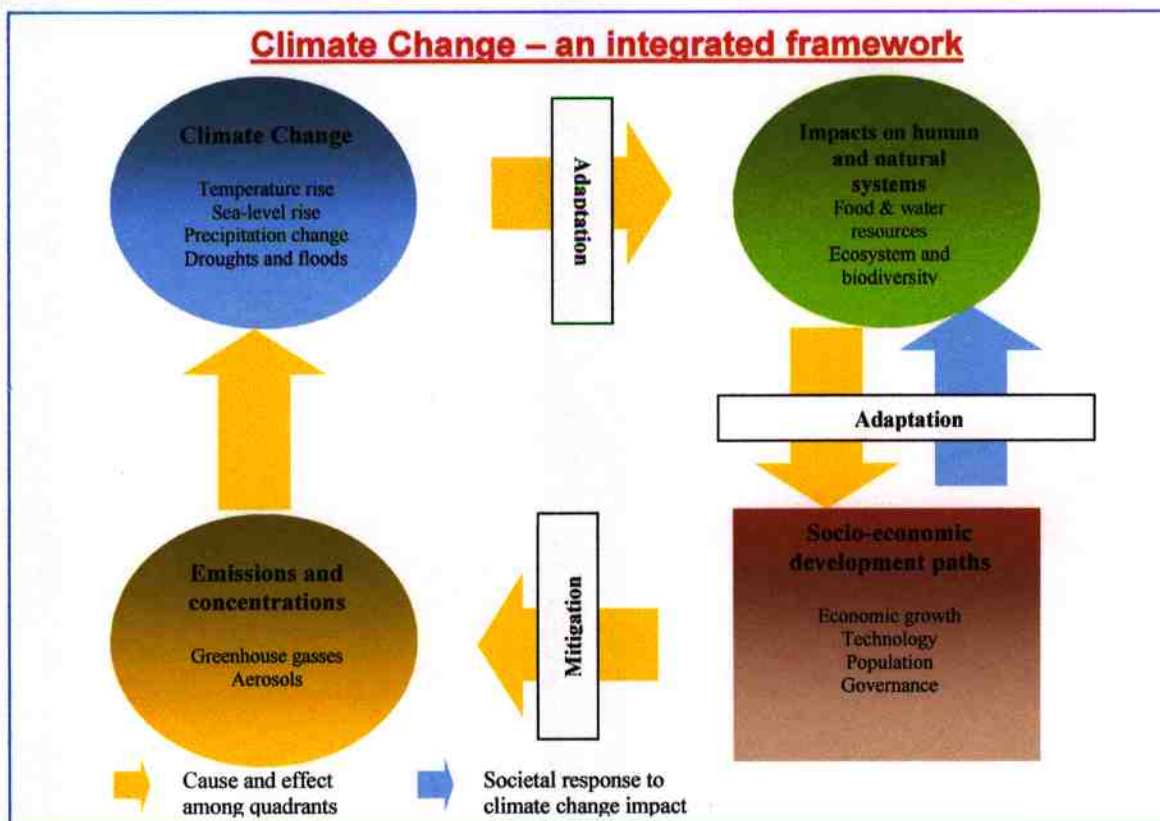 Climate Change – an integrated framework
Climate Change
Temperature rise
Sea-level rise
Precipitation change
Droughts and floods
Adaptation
Impacts on human
and natural
systems
Food & water
resources
Ecosystem and
biodiversity
Adaptation
Emissions and
concentrations
Greenhouse gasses
Aerosols
Mitigation
Socio-economic
development paths
Economic growth
Technology
Population
Governance
Cause and effect
among quadrants
Societal response to
climate change impact